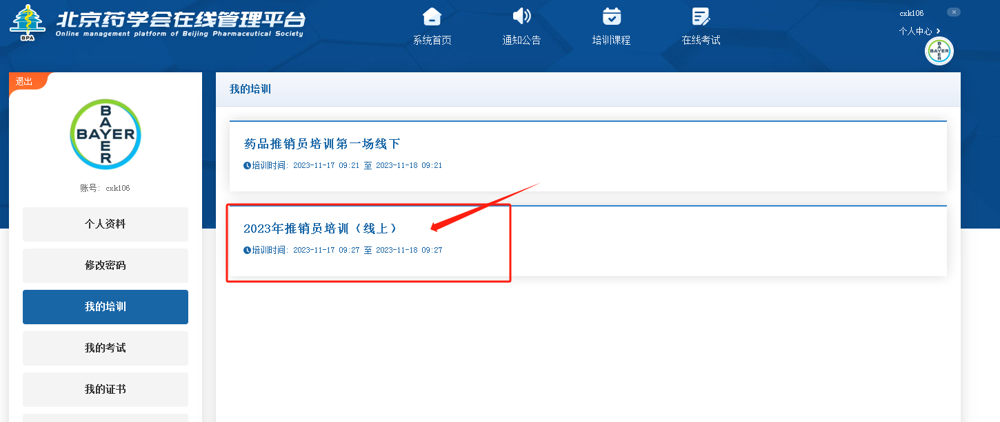 北京药学会在线管理平台
Online management platform of Beijing Pharmaceutical Society
BPA
系统首页
通知公告
培训课程
在线考试
cxk106
个人中心
BAYER
BAYER
退出
BAYER
BAYER
账号：cxk106
个人资料
修改密码
我的培训
我的考试
我的证书
我的培训
药品推销员培训第一场线下
培训时间：2023-11-17 09:21 至 2023-11-18 09:21
2023年推销员培训（线上）
培训时间：2023-11-17 09:27 至 2023-11-18 09:27